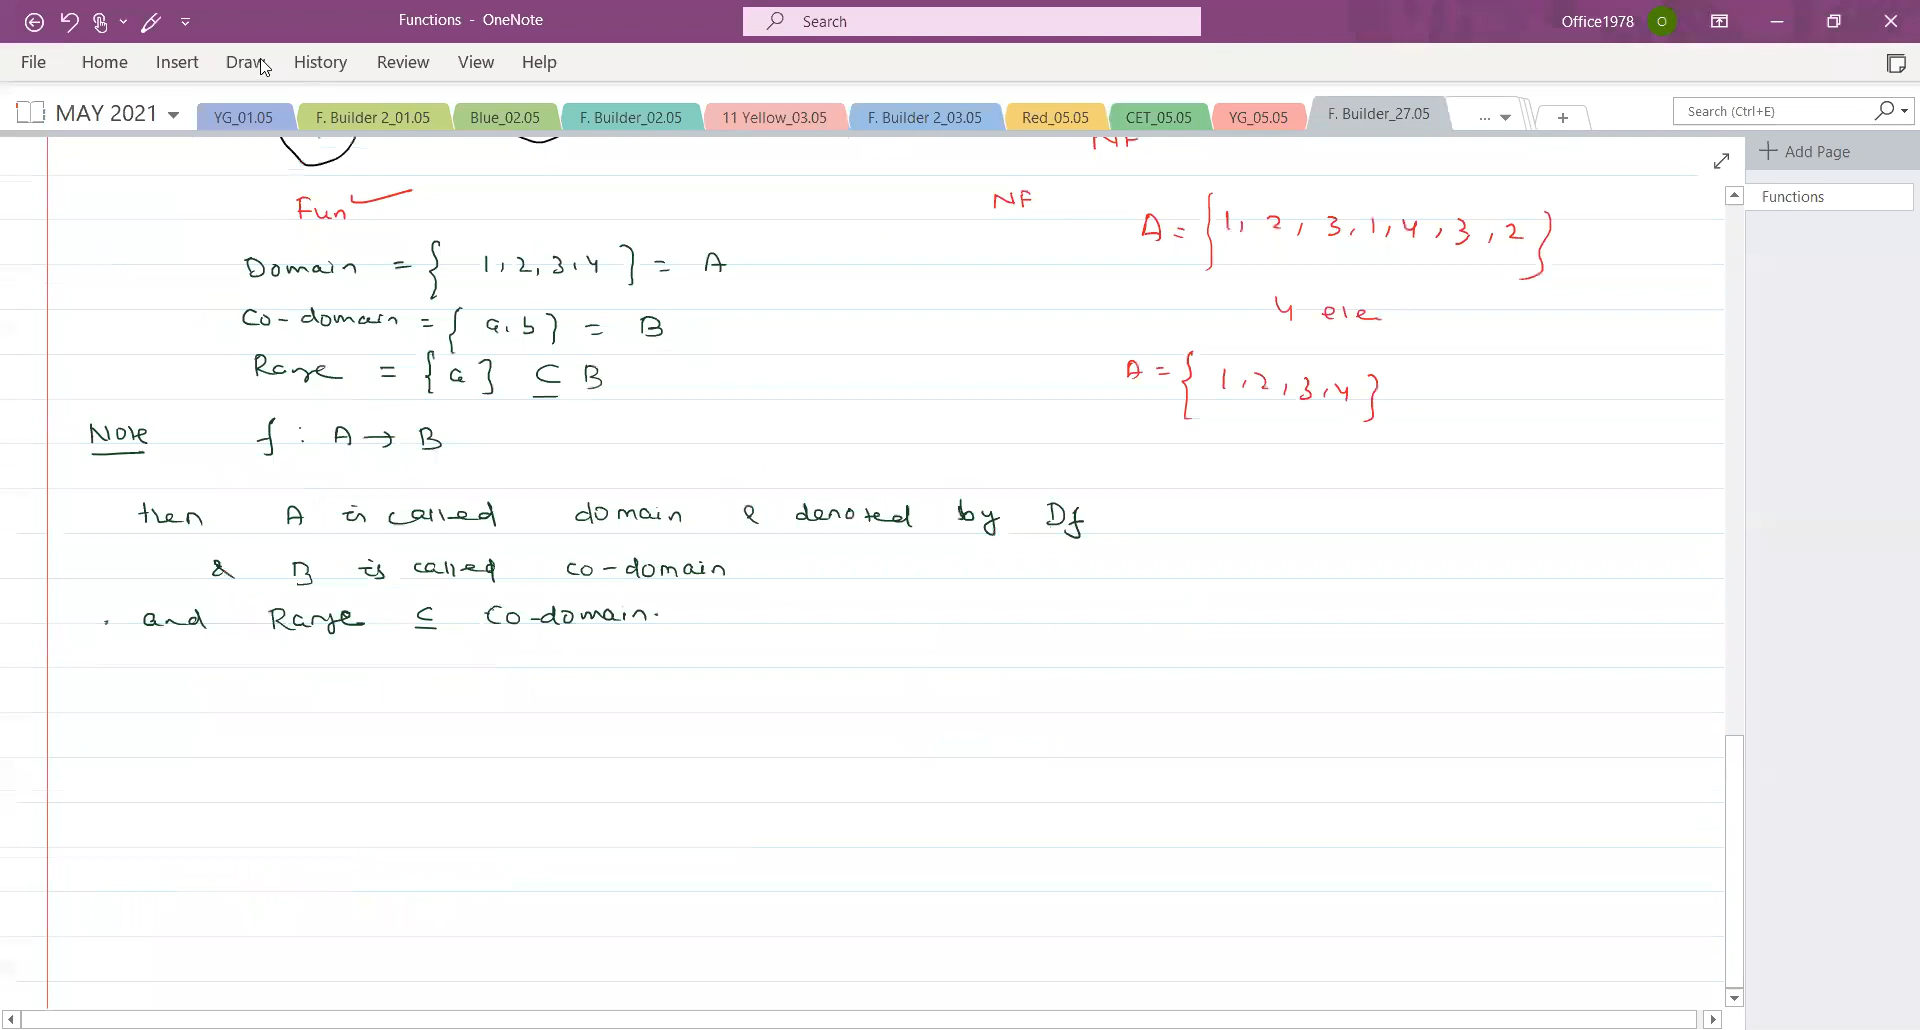 Functions - OneNote
Search
Office1978
O
File Home Insert Draw History Review View Help
MAY 2021
YG_01.05
F. Builder 2_01.05
Blue_02.05
F. Builder_02.05
11 Yellow_03.05
F. Builder 2_03.05
Red_05.05
CET_05.05
YG_05.05
F. Builder_27.05
...
Search (Ctrl+E)
Add Page
Functions
NF
Fun
NF
A = { 1, 2, 3, 1, 4, 3, 2 }
Domain = { 1, 2, 3, 4 } = A
4 ele
Co-domain = { a, b } = B
Range = { a } ⊆ B
A = { 1, 2, 3, 4 }
Note f : A → B
then A is called domain & denoted by Df
& B is called co-domain
and Range ⊆ Co-domain.